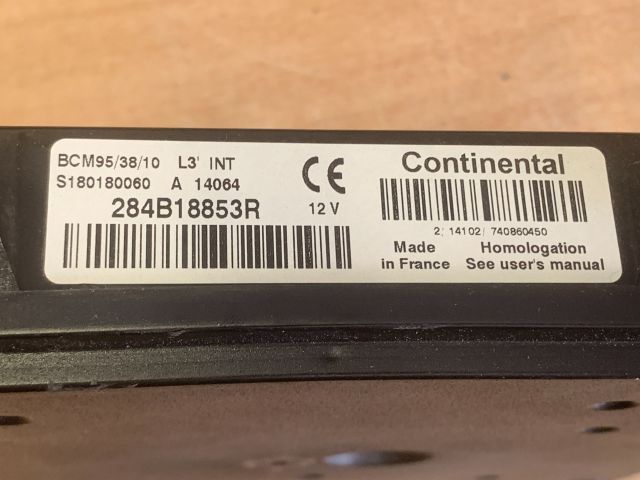 BCM95/38/10 L3' INT
S180180060 A 14064
284B18853R 12 V
CE
Continental
2; 14102/ 740860450
Made Homologation
in France See user's manual